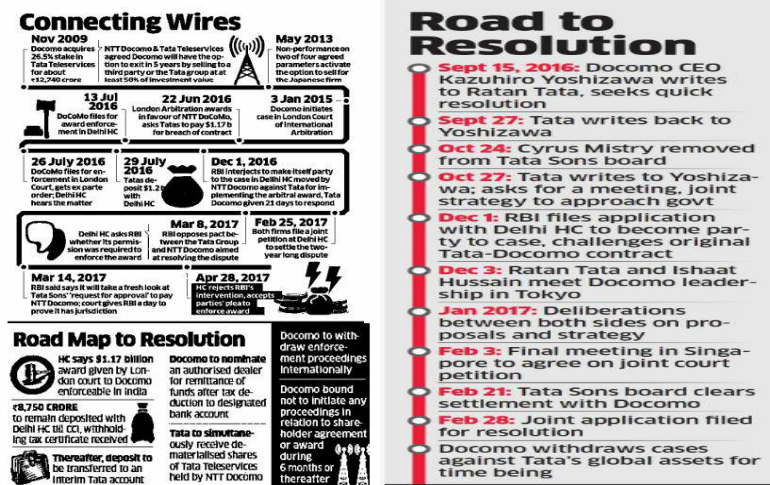 Connecting Wires
Nov 2009
Docomo acquires
26.5% stake in
Tata Teleservices
for about
₹12,740 crore
NTT Docomo & Tata Teleservices
agreed Docomo will have the op-
tion to exit in 5 years by selling to a
third party or the Tata group at at
least 50% of investment value
May 2013
Non-performance on
two of four agreed
parameters activate
the option to sell for
the Japanese firm
13 Jul
2016
DoCoMo files for
award enforce-
ment in Delhi HC
22 Jun 2016
London Arbitration awards
in favour of NTT DoCoMo,
asks Tatas to pay $1.17 b
for breach of contract
3 Jan 2015
Docomo initiates
case in London Court
of International
Arbitration
26 July 2016
DoCoMo files for en-
forcement in London
Court, gets ex parte
order; Delhi HC
hears the matter
29 July
2016
Tatas de-
posit $1.2 b
with
Delhi HC
Dec 1, 2016
RBI interjects to make itself party
to the case in Delhi HC moved by
NTT Docomo against Tata for im-
plementing the arbitral award, Tata
Docomo given 21 days to respond
Delhi HC asks RBI
whether its permis-
sion was required to
enforce the award
Mar 8, 2017
RBI opposes pact be-
tween the Tata Group
and NTT Docomo aimed
at resolving the dispute
Feb 25, 2017
Both firms file a joint
petition at Delhi HC
to settle the two-
year long dispute
Mar 14, 2017
RBI said says it will take a fresh look at
Tata Sons' 'request for approval' to pay
NTT Docomo; court gives RBI a day to
prove it has jurisdiction
Apr 28, 2017
HC rejects RBI's
intervention, accepts
parties' plea to
enforce award
Road Map to Resolution
HC says $1.17 billion
award given by Lon-
don court to Docomo
enforceable in India
₹8,750 CRORE
to remain deposited with
Delhi HC till CCI, withhold-
ing tax certificate received
Thereafter, deposit to
be transferred to an
interim Tata account
Docomo to nominate
an authorised dealer
for remittance of
funds after tax de-
duction to designated
bank account
Tata to simultane-
ously receive de-
materialised shares
of Tata Teleservices
held by NTT Docomo
Docomo to with-
draw enforce-
ment proceedings
internationally
Docomo bound
not to initiate any
proceedings in
relation to share-
holder agreement
or award
during
6 months or
thereafter
Road to
Resolution
Sept 15, 2016: Docomo CEO
Kazuhiro Yoshizawa writes
to Ratan Tata, seeks quick
resolution
Sept 27: Tata writes back to
Yoshizawa
Oct 24: Cyrus Mistry removed
from Tata Sons board
Oct 27: Tata writes to Yoshiza-
wa; asks for a meeting, joint
strategy to approach govt
Dec 1: RBI files application
with Delhi HC to become par-
ty to case, challenges original
Tata-Docomo contract
Dec 3: Ratan Tata and Ishaat
Hussain meet Docomo leader-
ship in Tokyo
Jan 2017: Deliberations
between both sides on pro-
posals and strategy
Feb 3: Final meeting in Singa-
pore to agree on joint court
petition
Feb 21: Tata Sons board clears
settlement with Docomo
Feb 28: Joint application filed
for resolution
Docomo withdraws cases
against Tata's global assets for
time being